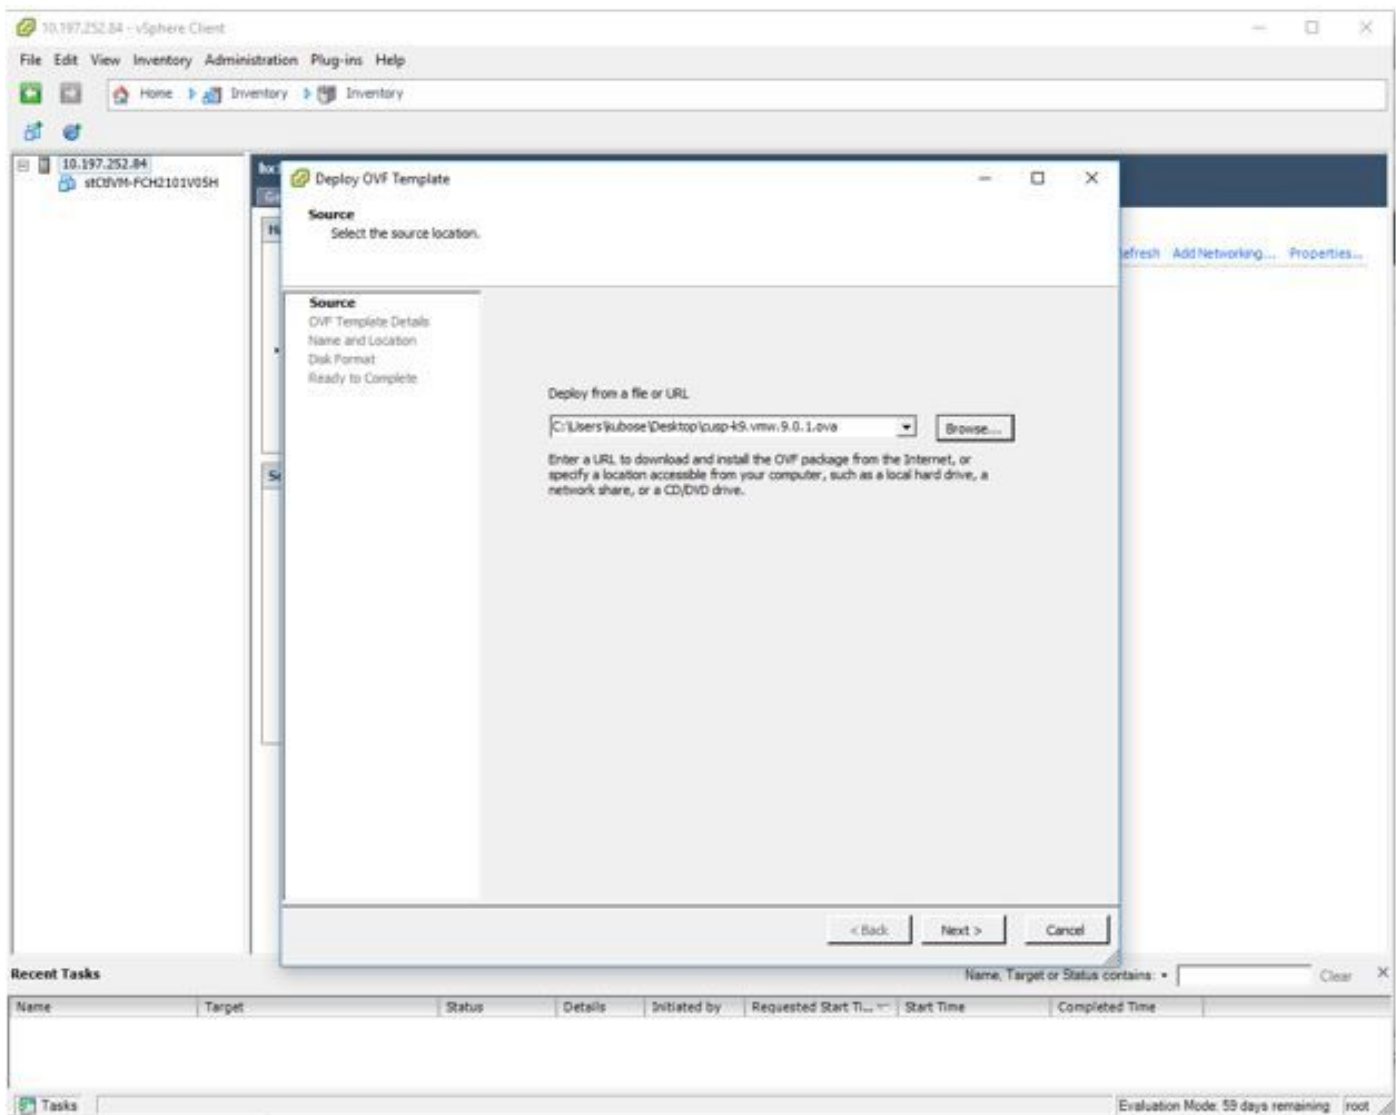 10.197.252.84 - vSphere Client
File Edit View Inventory Administration Plug-ins Help
Home Inventory Inventory
10.197.252.84
stCtlVM-FCH2101V05H
Deploy OVF Template
Source
Select the source location.
Refresh Add Networking... Properties...
Source
OVF Template Details
Name and Location
Disk Format
Ready to Complete
Deploy from a file or URL
C:\Users\kubose\Desktop\cusp-k9.vmw.9.0.1.ova
Browse...
Enter a URL to download and install the OVF package from the Internet, or
specify a location accessible from your computer, such as a local hard drive, a
network share, or a CD/DVD drive.
< Back Next > Cancel
Recent Tasks Name, Target or Status contains: Clear
Name Target Status Details Initiated by Requested Start Ti... Start Time Completed Time
Tasks Evaluation Mode: 59 days remaining root